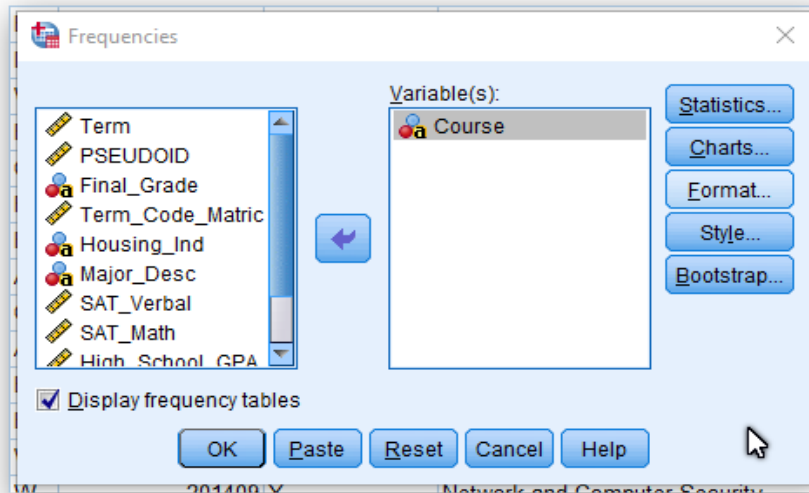 Frequencies
Variable(s):
Term
PSEUDOID
Final_Grade
Term_Code_Matric
Housing_Ind
Major_Desc
SAT_Verbal
SAT_Math
High_School_GPA
a Course
Statistics...
Charts...
Format...
Style...
Bootstrap...
Display frequency tables
OK Paste Reset Cancel Help
W 201409 Y Network and Computer Security